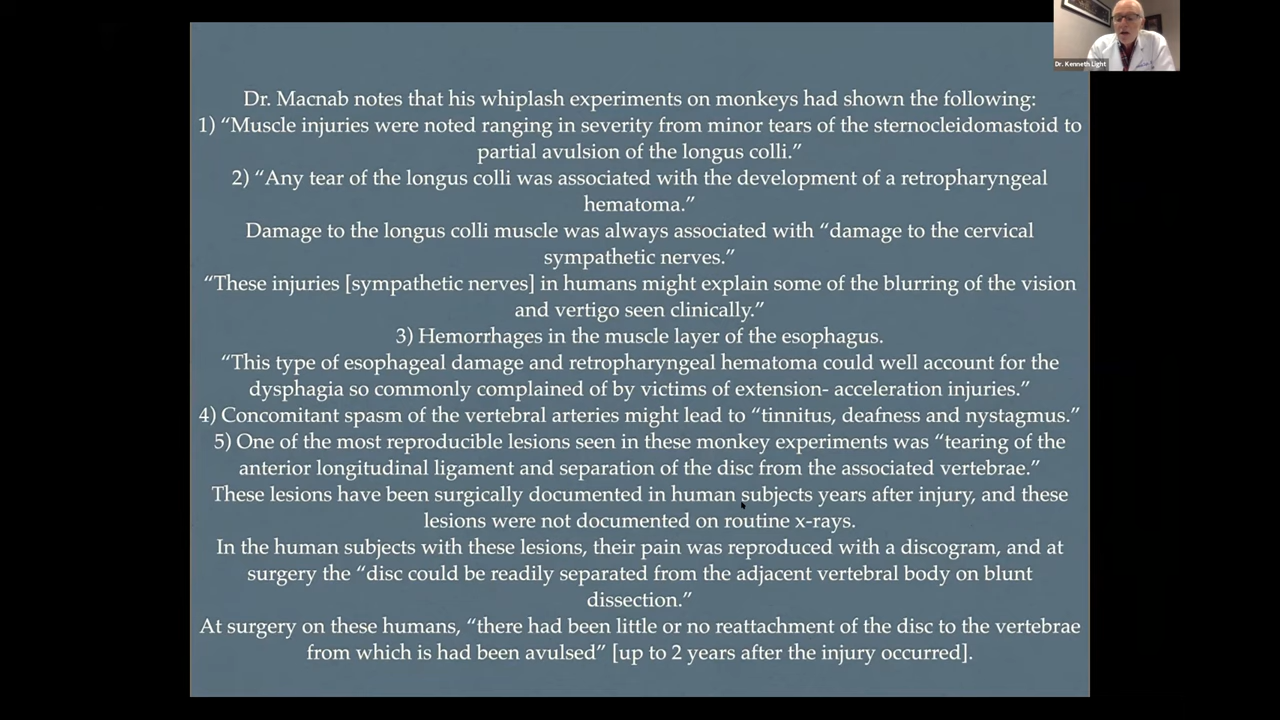 Dr. Kenneth Light
Dr. Macnab notes that his whiplash experiments on monkeys had shown the following:
1) “Muscle injuries were noted ranging in severity from minor tears of the sternocleidomastoid to
partial avulsion of the longus colli.”
2) “Any tear of the longus colli was associated with the development of a retropharyngeal
hematoma.”
Damage to the longus colli muscle was always associated with “damage to the cervical
sympathetic nerves.”
“These injuries [sympathetic nerves] in humans might explain some of the blurring of the vision
and vertigo seen clinically.”
3) Hemorrhages in the muscle layer of the esophagus.
“This type of esophageal damage and retropharyngeal hematoma could well account for the
dysphagia so commonly complained of by victims of extension- acceleration injuries.”
4) Concomitant spasm of the vertebral arteries might lead to “tinnitus, deafness and nystagmus.”
5) One of the most reproducible lesions seen in these monkey experiments was “tearing of the
anterior longitudinal ligament and separation of the disc from the associated vertebrae.”
These lesions have been surgically documented in human subjects years after injury, and these
lesions were not documented on routine x-rays.
In the human subjects with these lesions, their pain was reproduced with a discogram, and at
surgery the “disc could be readily separated from the adjacent vertebral body on blunt
dissection.”
At surgery on these humans, “there had been little or no reattachment of the disc to the vertebrae
from which is had been avulsed” [up to 2 years after the injury occurred].